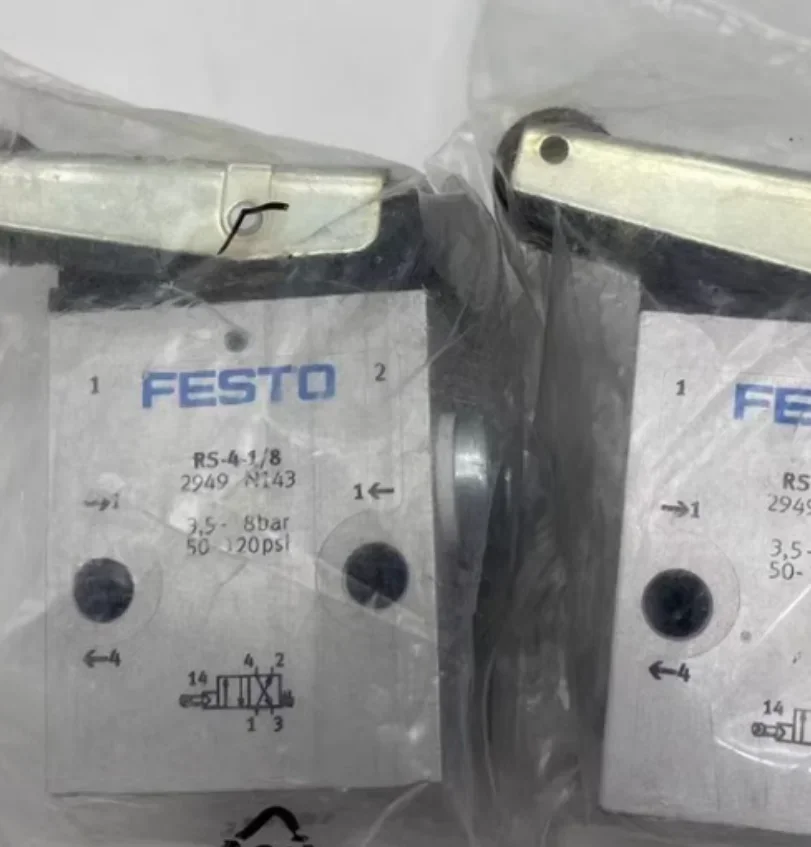 1 FESTO 2
RS-4-1/8
2949 N143
→1 1←
3,5- 8bar
50 120psi
←4
14 4 2
1 3
1 FE
RS
→1 2949
3,5-
50-
←4
14